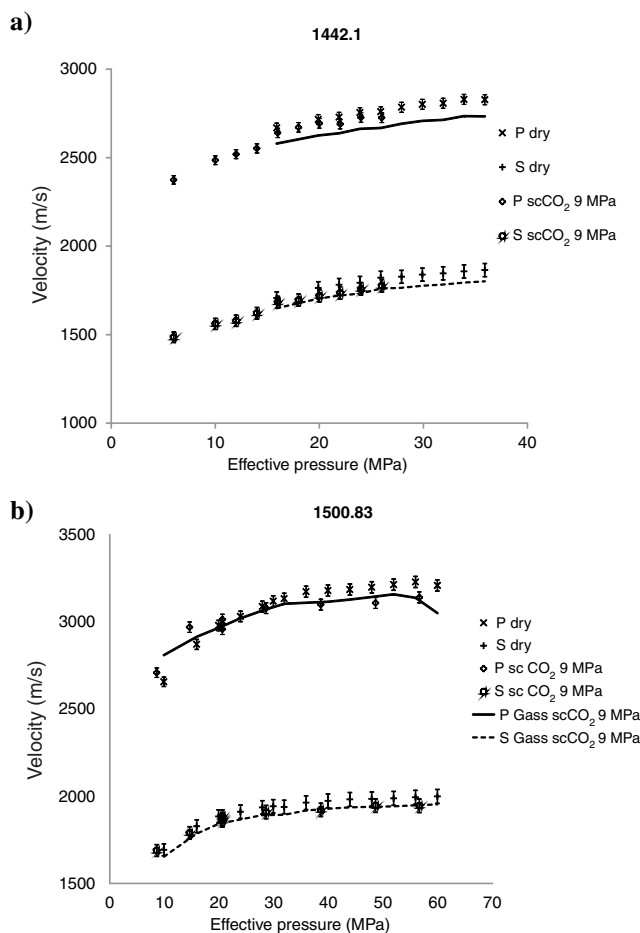 a)
1442.1
3000
2500
2000
1500
1000
0
10
20
30
40
Velocity (m/s)
Effective pressure (MPa)
P dry
S dry
P scCO2 9 MPa
S scCO2 9 MPa
b)
1500.83
3500
3000
2500
2000
1500
0
10
20
30
40
50
60
70
Velocity (m/s)
Effective pressure (MPa)
P dry
S dry
P sc CO2 9 MPa
S sc CO2 9 MPa
P Gass scCO2 9 MPa
S Gass scCO2 9 MPa